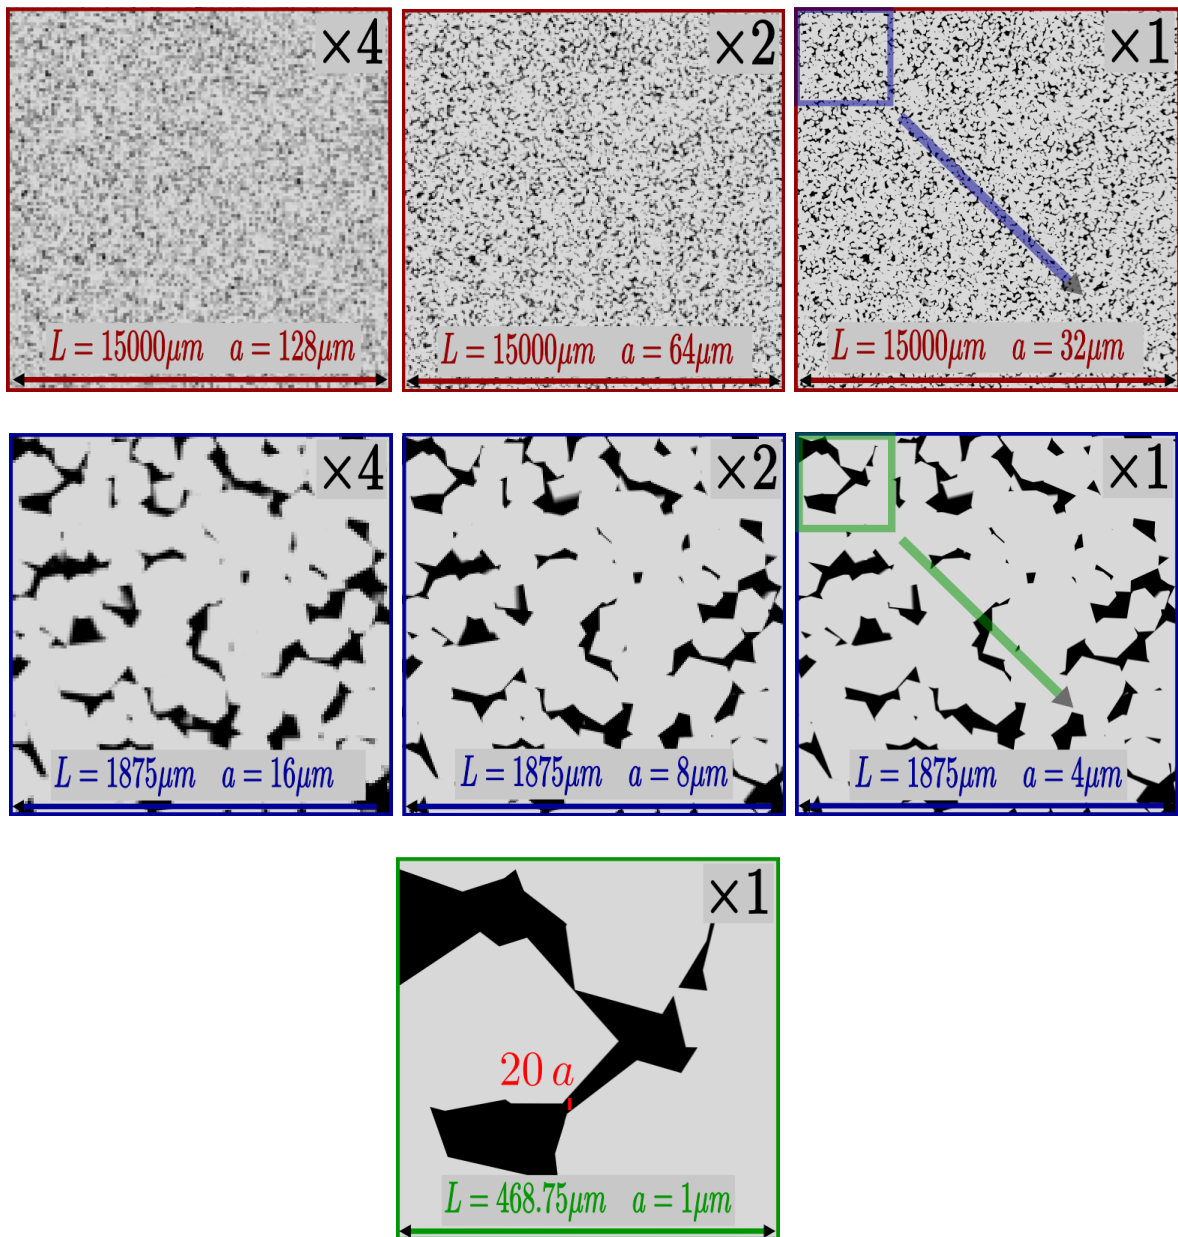 ×4
L = 15000μm a = 128μm
×2
L = 15000μm a = 64μm
×1
L = 15000μm a = 32μm
×4
L = 1875μm a = 16μm
×2
L = 1875μm a = 8μm
×1
L = 1875μm a = 4μm
×1
20 a
L = 468.75μm a = 1μm